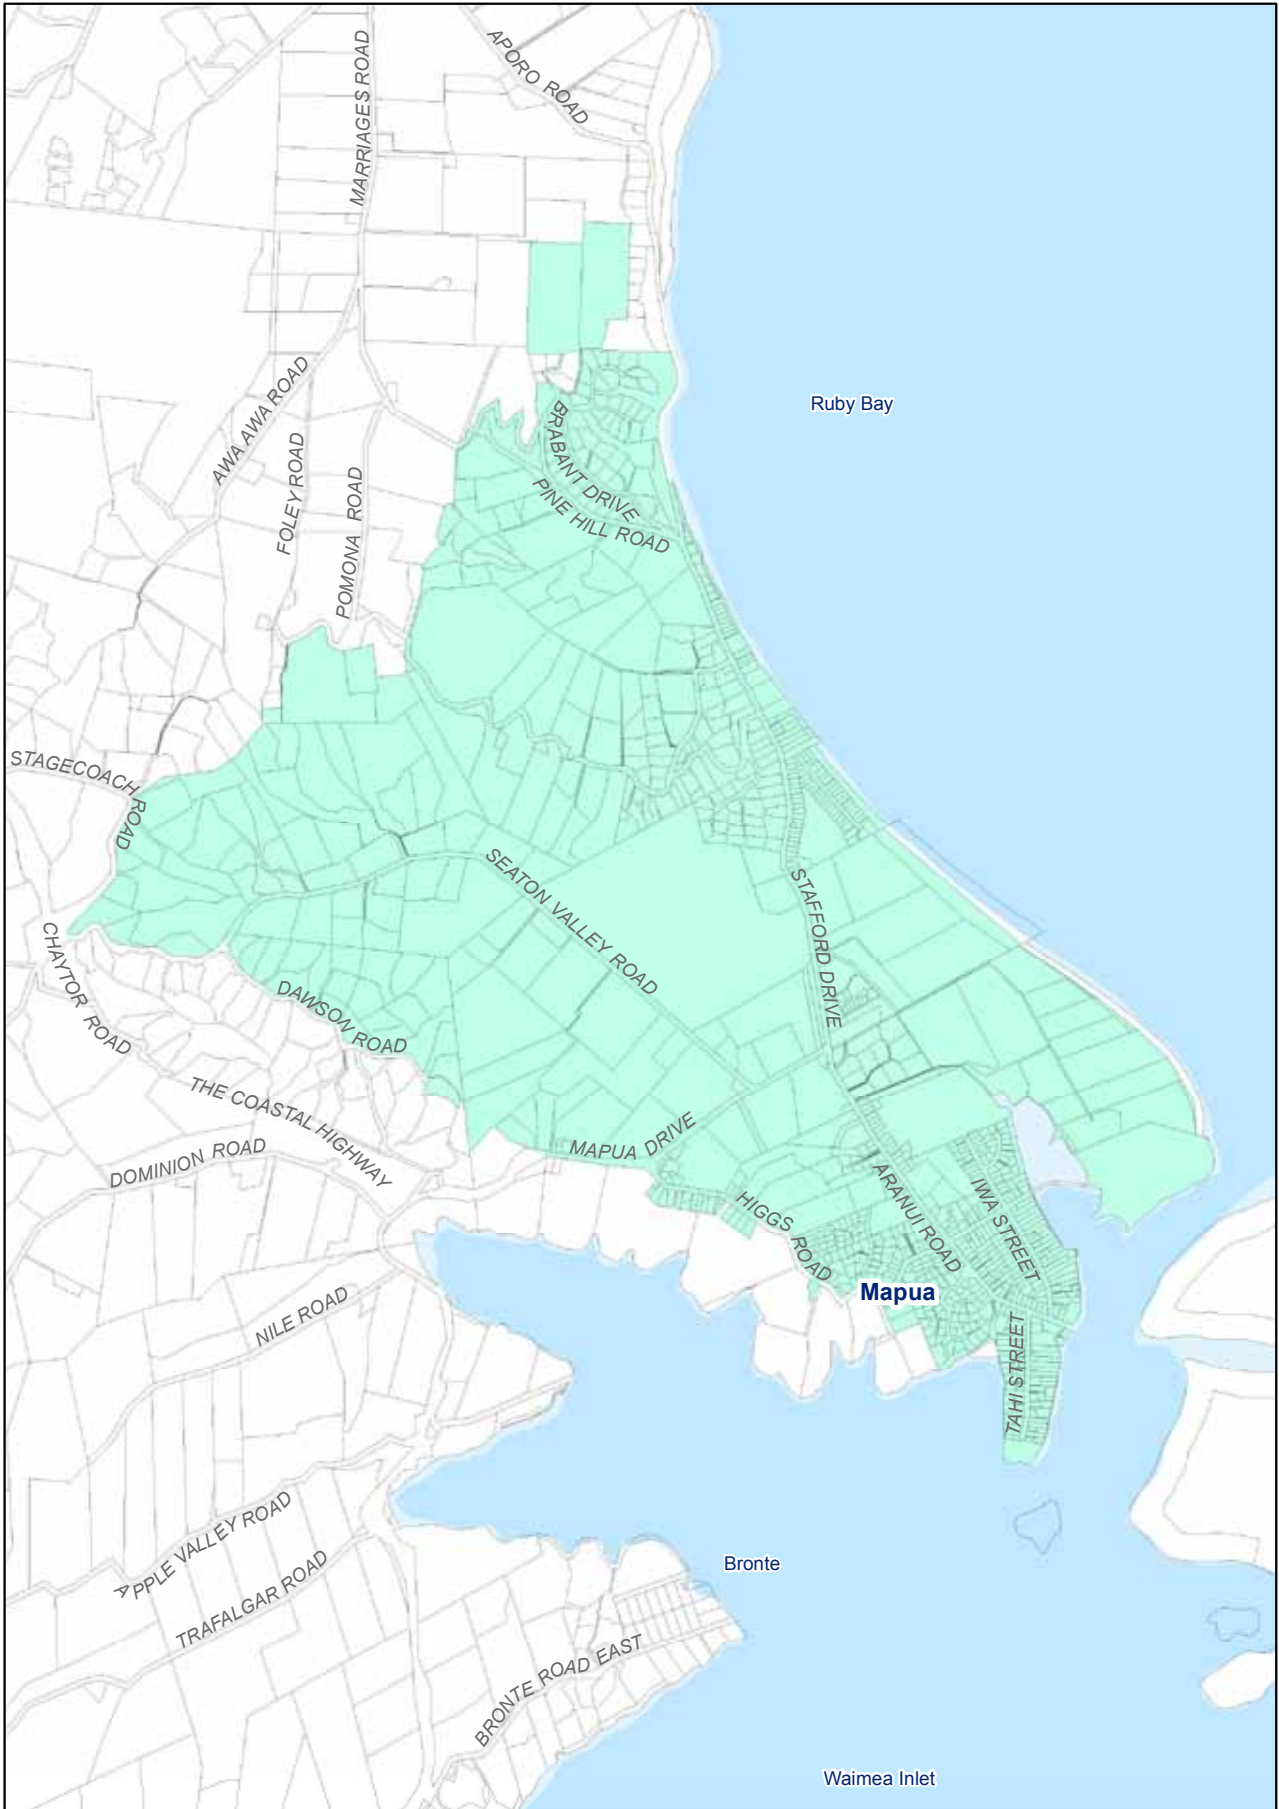 APORO ROAD
MARRIAGES ROAD
Ruby Bay
AWA AWA ROAD
FOLEY ROAD
POMONA ROAD
BRABANT DRIVE
PINE HILL ROAD
STAGECOACH ROAD
SEATON VALLEY ROAD
STAFFORD DRIVE
CHAYTOR ROAD
DAWSON ROAD
THE COASTAL HIGHWAY
DOMINION ROAD
MAPUA DRIVE
HIGGS ROAD
ARANUI ROAD
IWA STREET
Mapua
NILE ROAD
TAHI STREET
APPLE VALLEY ROAD
TRAFALGAR ROAD
Bronte
BRONTE ROAD EAST
Waimea Inlet